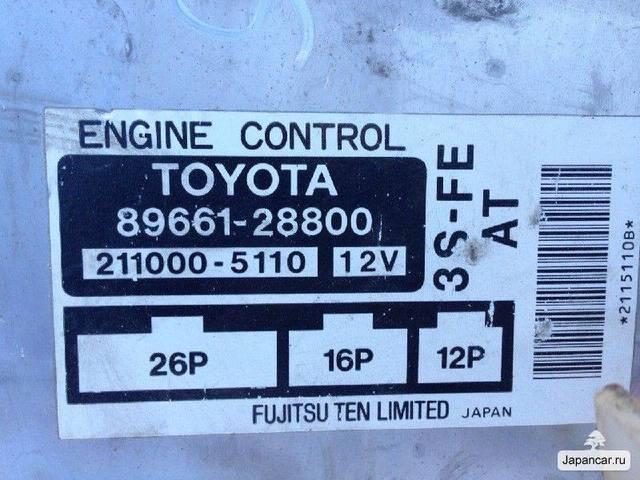 ENGINE CONTROL
TOYOTA
89661-28800
211000-5110 12V
3S-FE
AT
26P 16P 12P
FUJITSU TEN LIMITED JAPAN
*2115110B*
Japancar.ru